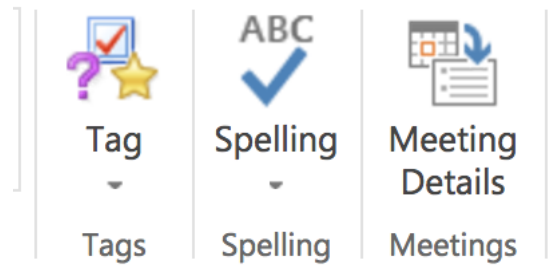 ABC
Tag
Spelling
Meeting
Details
Tags
Spelling
Meetings